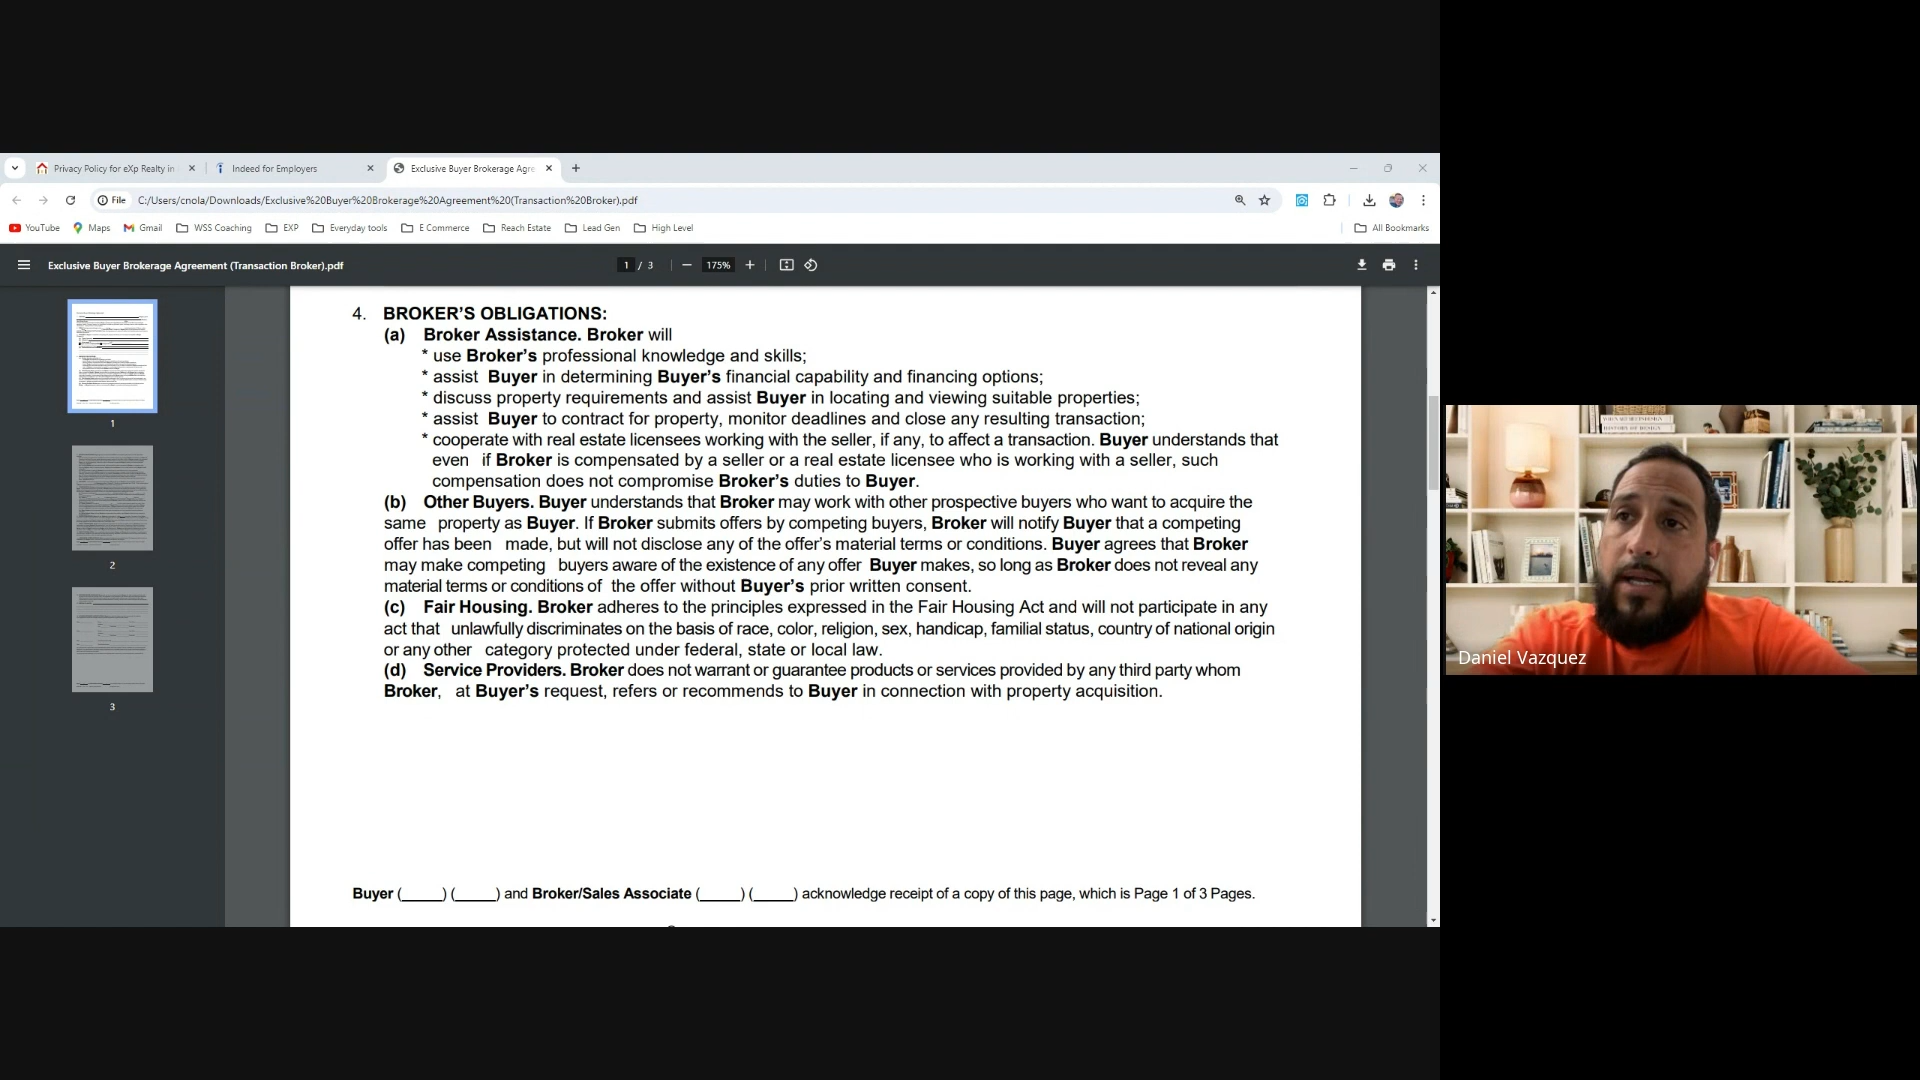 Privacy Policy for eXp Realty in
Indeed for Employers
Exclusive Buyer Brokerage Agre
File
C:/Users/cnola/Downloads/Exclusive%20Buyer%20Brokerage%20Agreement%20(Transaction%20Broker).pdf
YouTube
Maps
Gmail
WSS Coaching
EXP
Everyday tools
E Commerce
Reach Estate
Lead Gen
High Level
All Bookmarks
Exclusive Buyer Brokerage Agreement (Transaction Broker).pdf
1 / 3
175%
1
2
3
4. BROKER'S OBLIGATIONS:
(a) Broker Assistance. Broker will
* use Broker's professional knowledge and skills;
* assist Buyer in determining Buyer's financial capability and financing options;
* discuss property requirements and assist Buyer in locating and viewing suitable properties;
* assist Buyer to contract for property, monitor deadlines and close any resulting transaction;
* cooperate with real estate licensees working with the seller, if any, to affect a transaction. Buyer understands that
even if Broker is compensated by a seller or a real estate licensee who is working with a seller, such
compensation does not compromise Broker's duties to Buyer.
(b) Other Buyers. Buyer understands that Broker may work with other prospective buyers who want to acquire the
same property as Buyer. If Broker submits offers by competing buyers, Broker will notify Buyer that a competing
offer has been made, but will not disclose any of the offer's material terms or conditions. Buyer agrees that Broker
may make competing buyers aware of the existence of any offer Buyer makes, so long as Broker does not reveal any
material terms or conditions of the offer without Buyer's prior written consent.
(c) Fair Housing. Broker adheres to the principles expressed in the Fair Housing Act and will not participate in any
act that unlawfully discriminates on the basis of race, color, religion, sex, handicap, familial status, country of national origin
or any other category protected under federal, state or local law.
(d) Service Providers. Broker does not warrant or guarantee products or services provided by any third party whom
Broker, at Buyer's request, refers or recommends to Buyer in connection with property acquisition.
Buyer (_____) (_____) and Broker/Sales Associate (_____) (_____) acknowledge receipt of a copy of this page, which is Page 1 of 3 Pages.
Daniel Vazquez